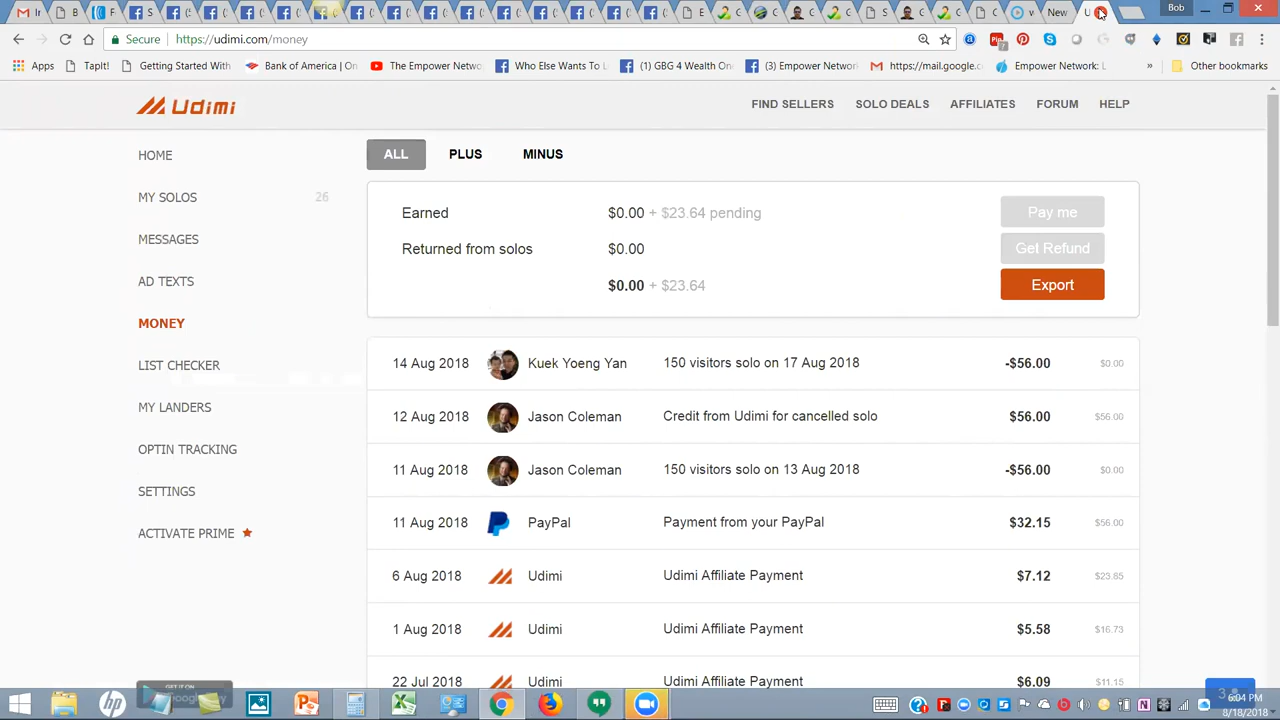 Bob
Secure https://udimi.com/money
Apps TapIt! Getting Started With Bank of America | On The Empower Netwo Who Else Wants To L (1) GBG 4 Wealth On (3) Empower Networ https://mail.google.c Empower Network: L » Other bookmarks
Udimi
FIND SELLERS SOLO DEALS AFFILIATES FORUM HELP
HOME
MY SOLOS 26
MESSAGES
AD TEXTS
MONEY
LIST CHECKER
MY LANDERS
OPTIN TRACKING
SETTINGS
ACTIVATE PRIME
ALL PLUS MINUS
Earned $0.00 + $23.64 pending Pay me
Returned from solos $0.00 Get Refund
$0.00 + $23.64 Export
14 Aug 2018 Kuek Yoeng Yan 150 visitors solo on 17 Aug 2018 -$56.00 $0.00
12 Aug 2018 Jason Coleman Credit from Udimi for cancelled solo $56.00 $56.00
11 Aug 2018 Jason Coleman 150 visitors solo on 13 Aug 2018 -$56.00 $0.00
11 Aug 2018 PayPal Payment from your PayPal $32.15 $56.00
6 Aug 2018 Udimi Udimi Affiliate Payment $7.12 $23.85
1 Aug 2018 Udimi Udimi Affiliate Payment $5.58 $16.73
22 Jul 2018 Udimi Udimi Affiliate Payment $6.09 $11.15
GET IT ON
6:04 PM
8/18/2018